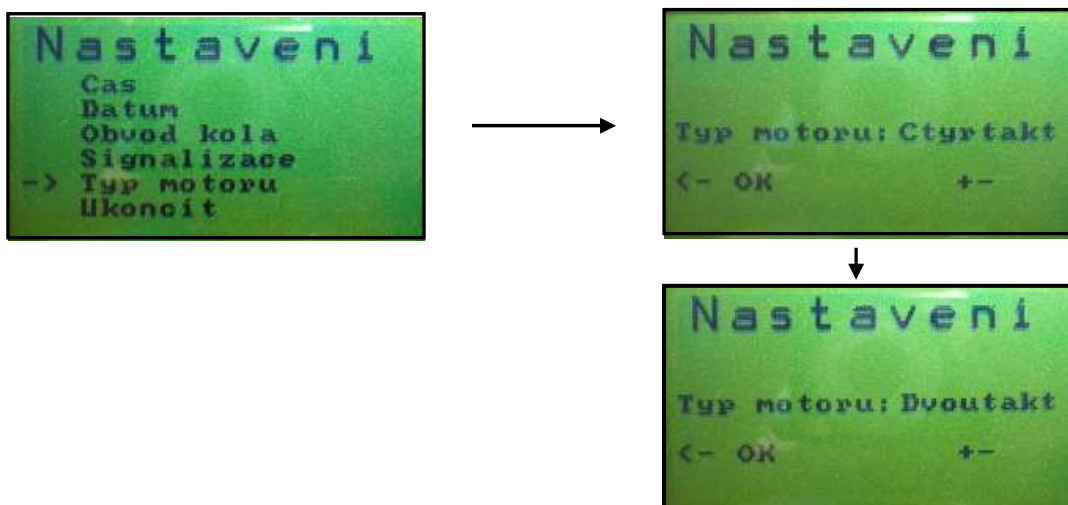 Nastaveni
Cas
Datum
Obvod kola
Signalizace
-> Typ motoru
Ukoncit
Nastaveni
Typ motoru: Ctyrtakt
<- OK +-
Nastaveni
Typ motoru: Dvoutakt
<- OK +-